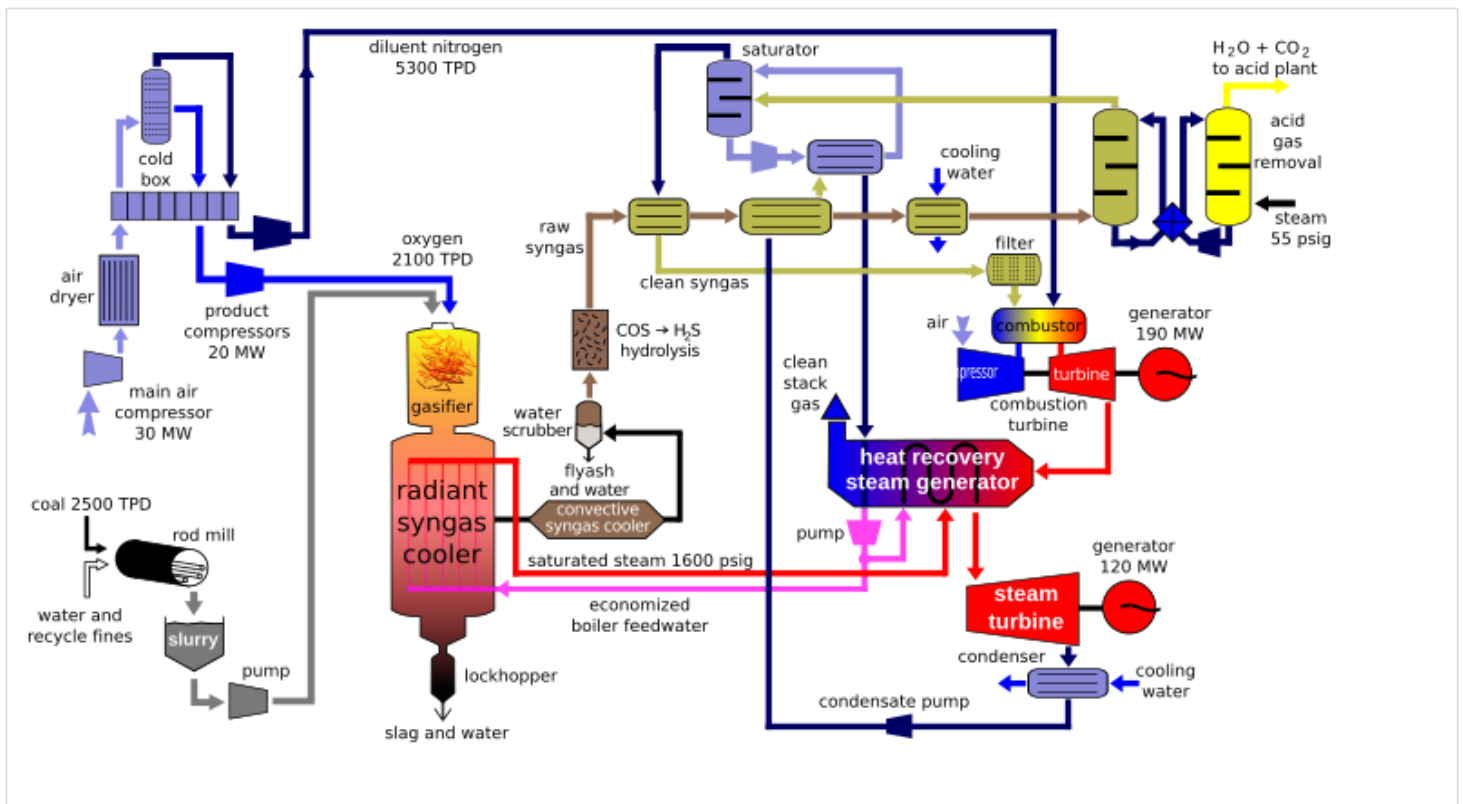 diluent nitrogen
5300 TPD
saturator
H₂O + CO₂
to acid plant
cold
box
cooling
water
acid
gas
removal
steam
55 psig
raw
syngas
oxygen
2100 TPD
filter
clean syngas
air
dryer
product
compressors
20 MW
COS → H₂S
hydrolysis
air
combustor
generator
190 MW
pressor
turbine
combustion
turbine
clean
stack
gas
main air
compressor
30 MW
gasifier
water
scrubber
flyash
and water
heat recovery
steam generator
radiant
syngas
cooler
convective
syngas cooler
coal 2500 TPD
rod mill
pump
saturated steam 1600 psig
generator
120 MW
water and
recycle fines
slurry
economized
boiler feedwater
steam
turbine
pump
lockhopper
condenser
cooling
water
condensate pump
slag and water